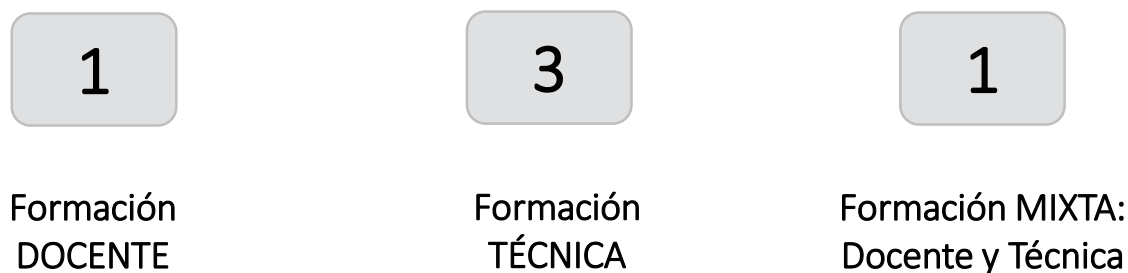 1
3
1
Formación
DOCENTE
Formación
TÉCNICA
Formación MIXTA:
Docente y Técnica